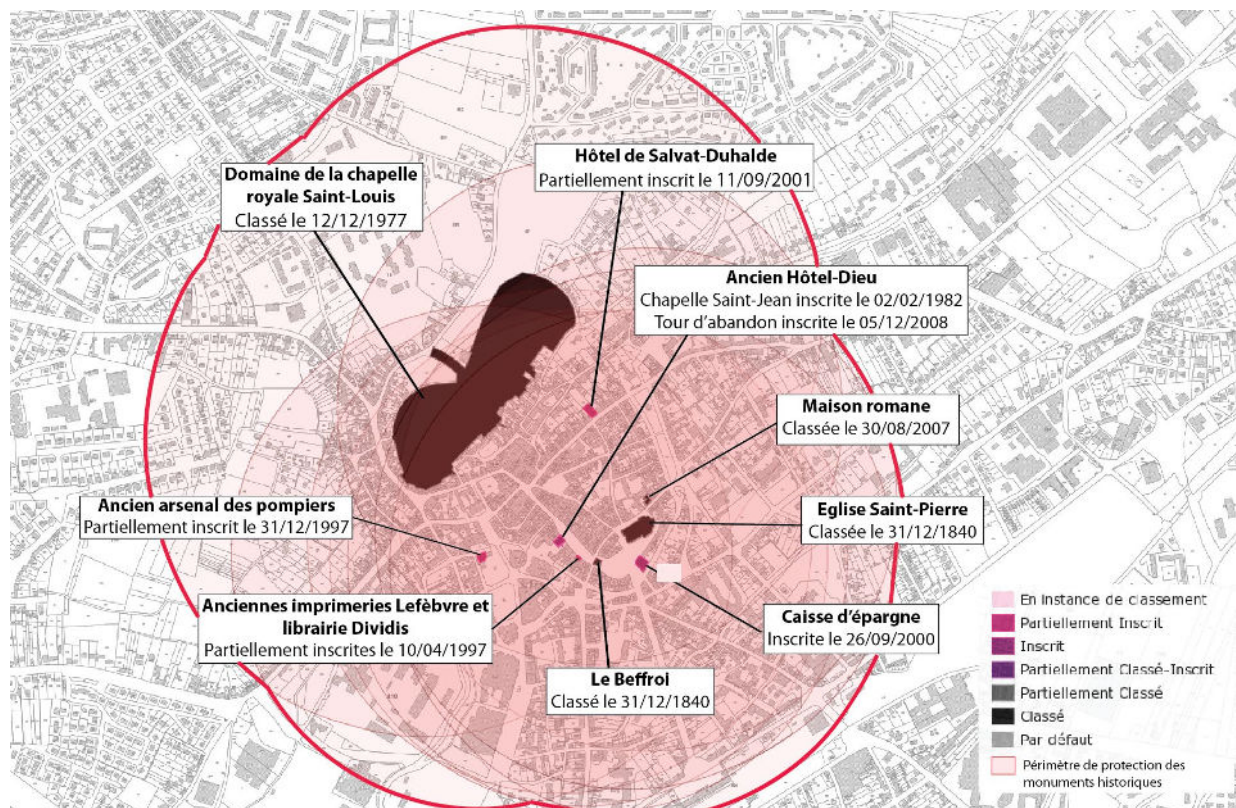 Domaine de la chapelle
royale Saint-Louis
Classé le 12/12/1977
Hôtel de Salvat-Duhalde
Partiellement inscrit le 11/09/2001
Ancien Hôtel-Dieu
Chapelle Saint-Jean inscrite le 02/02/1982
Tour d'abandon inscrite le 05/12/2008
Maison romane
Classée le 30/08/2007
Ancien arsenal des pompiers
Partiellement inscrit le 31/12/1997
Eglise Saint-Pierre
Classée le 31/12/1840
Anciennes imprimeries Lefèbvre et
librairie Dividis
Partiellement inscrites le 10/04/1997
Caisse d'épargne
Inscrite le 26/09/2000
Le Beffroi
Classé le 31/12/1840
En instance de classement
Partiellement Inscrit
Inscrit
Partiellement Classé-Inscrit
Partiellement Classé
Classé
Par défaut
Périmètre de protection des
monuments historiques